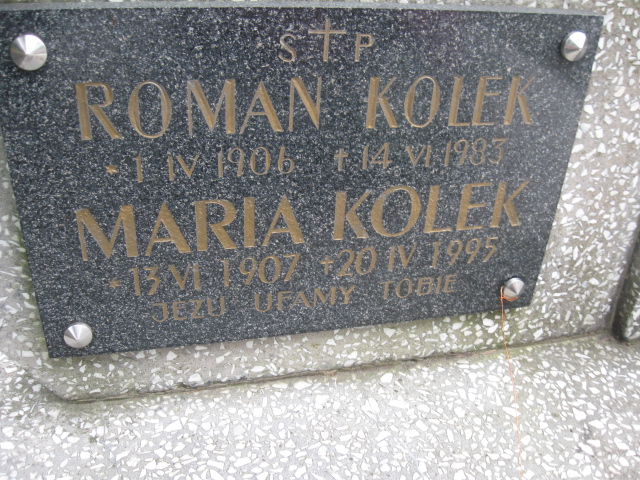 Ś † P
ROMAN KOLEK
* 1 IV 1906 † 14 VI 1983
MARIA KOLEK
* 13 VI 1907 † 20 IV 1995
JEZU UFAMY TOBIE